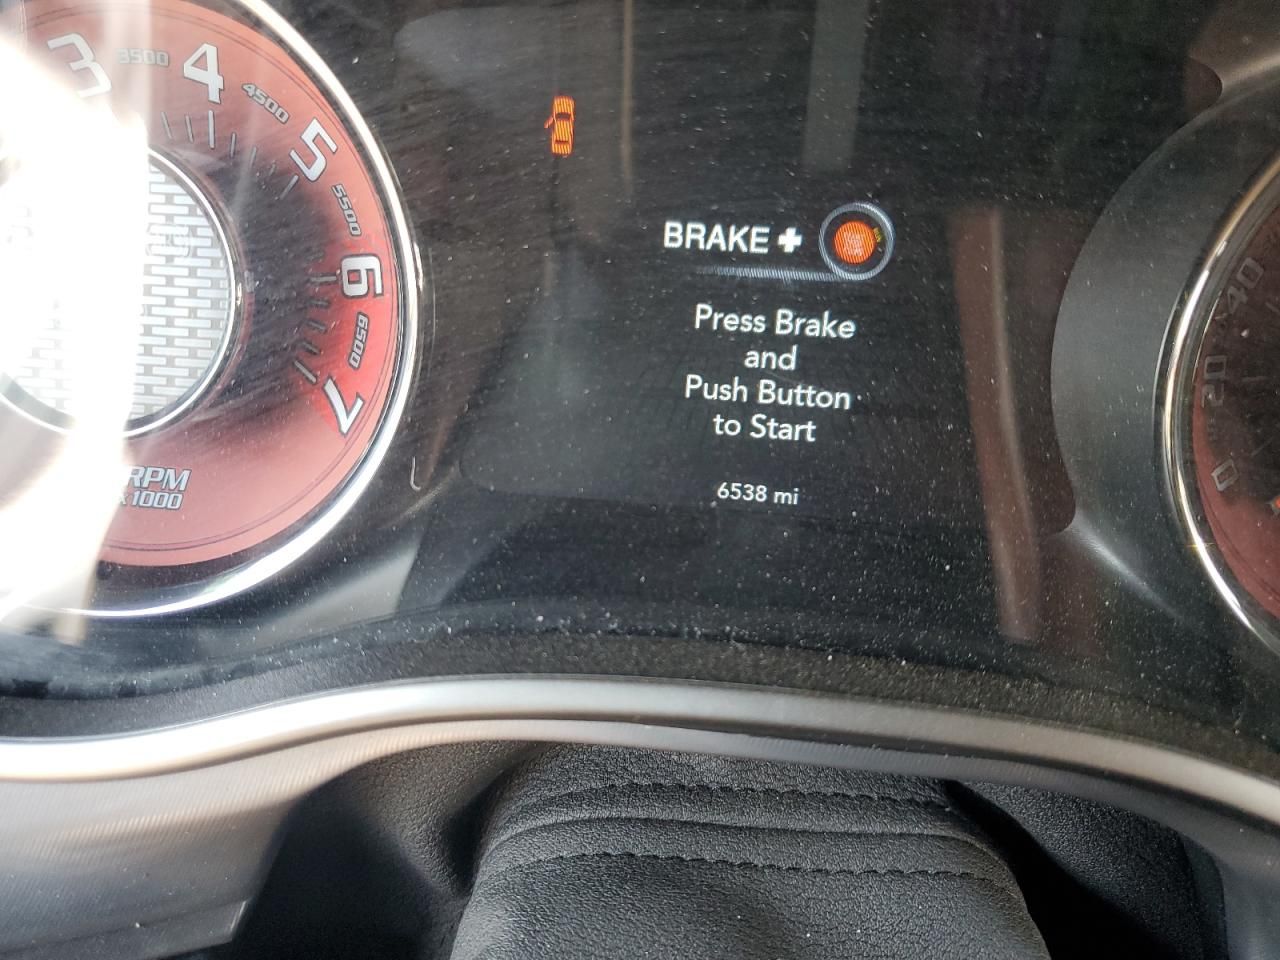 3
3500
4
4500
5
5500
6
6500
7
RPM
x1000
BRAKE +
Press Brake
and
Push Button
to Start
6538 mi
40
20
0